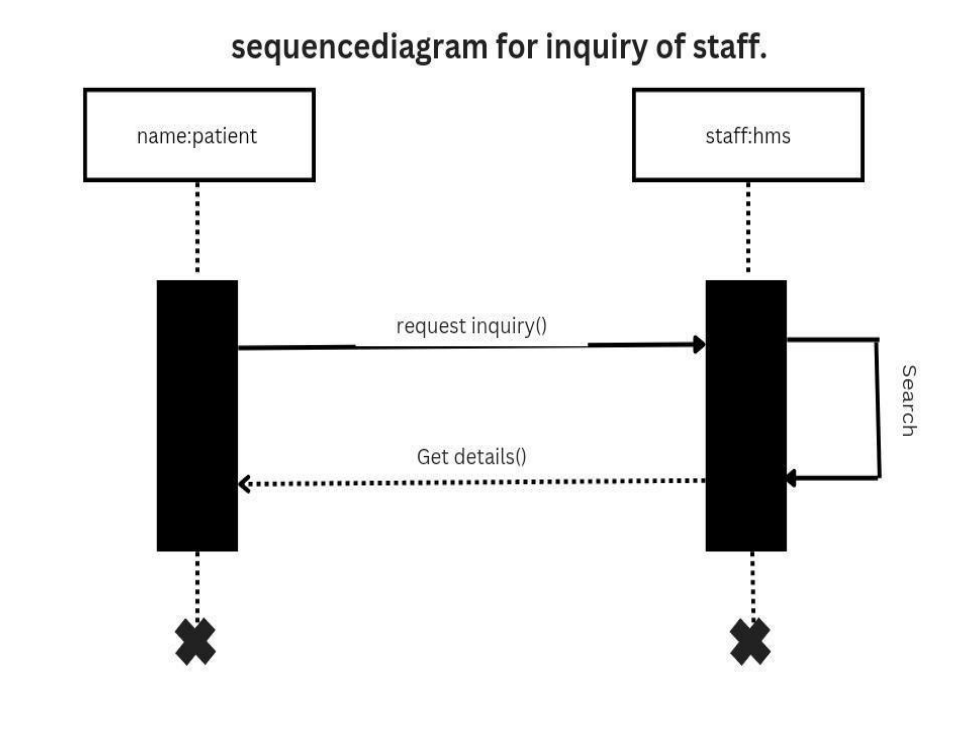 sequencediagram for inquiry of staff.
name:patient
staff:hms
request inquiry()
Search
Get details()